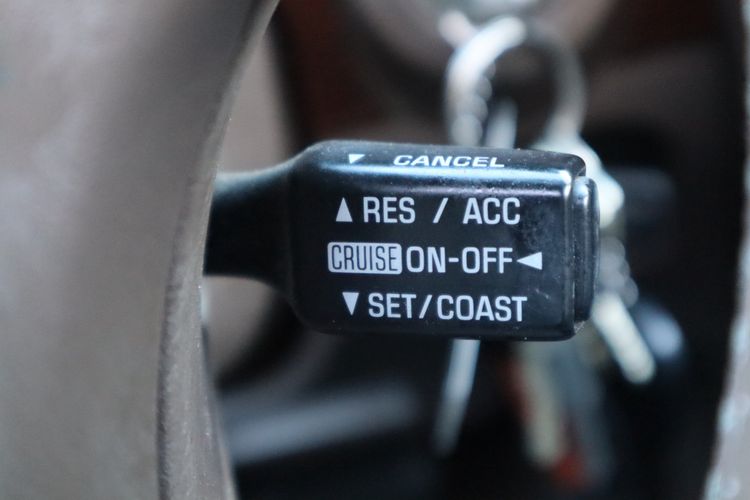 ▼ CANCEL
▲ RES / ACC
CRUISE ON-OFF ◄
▼ SET/COAST